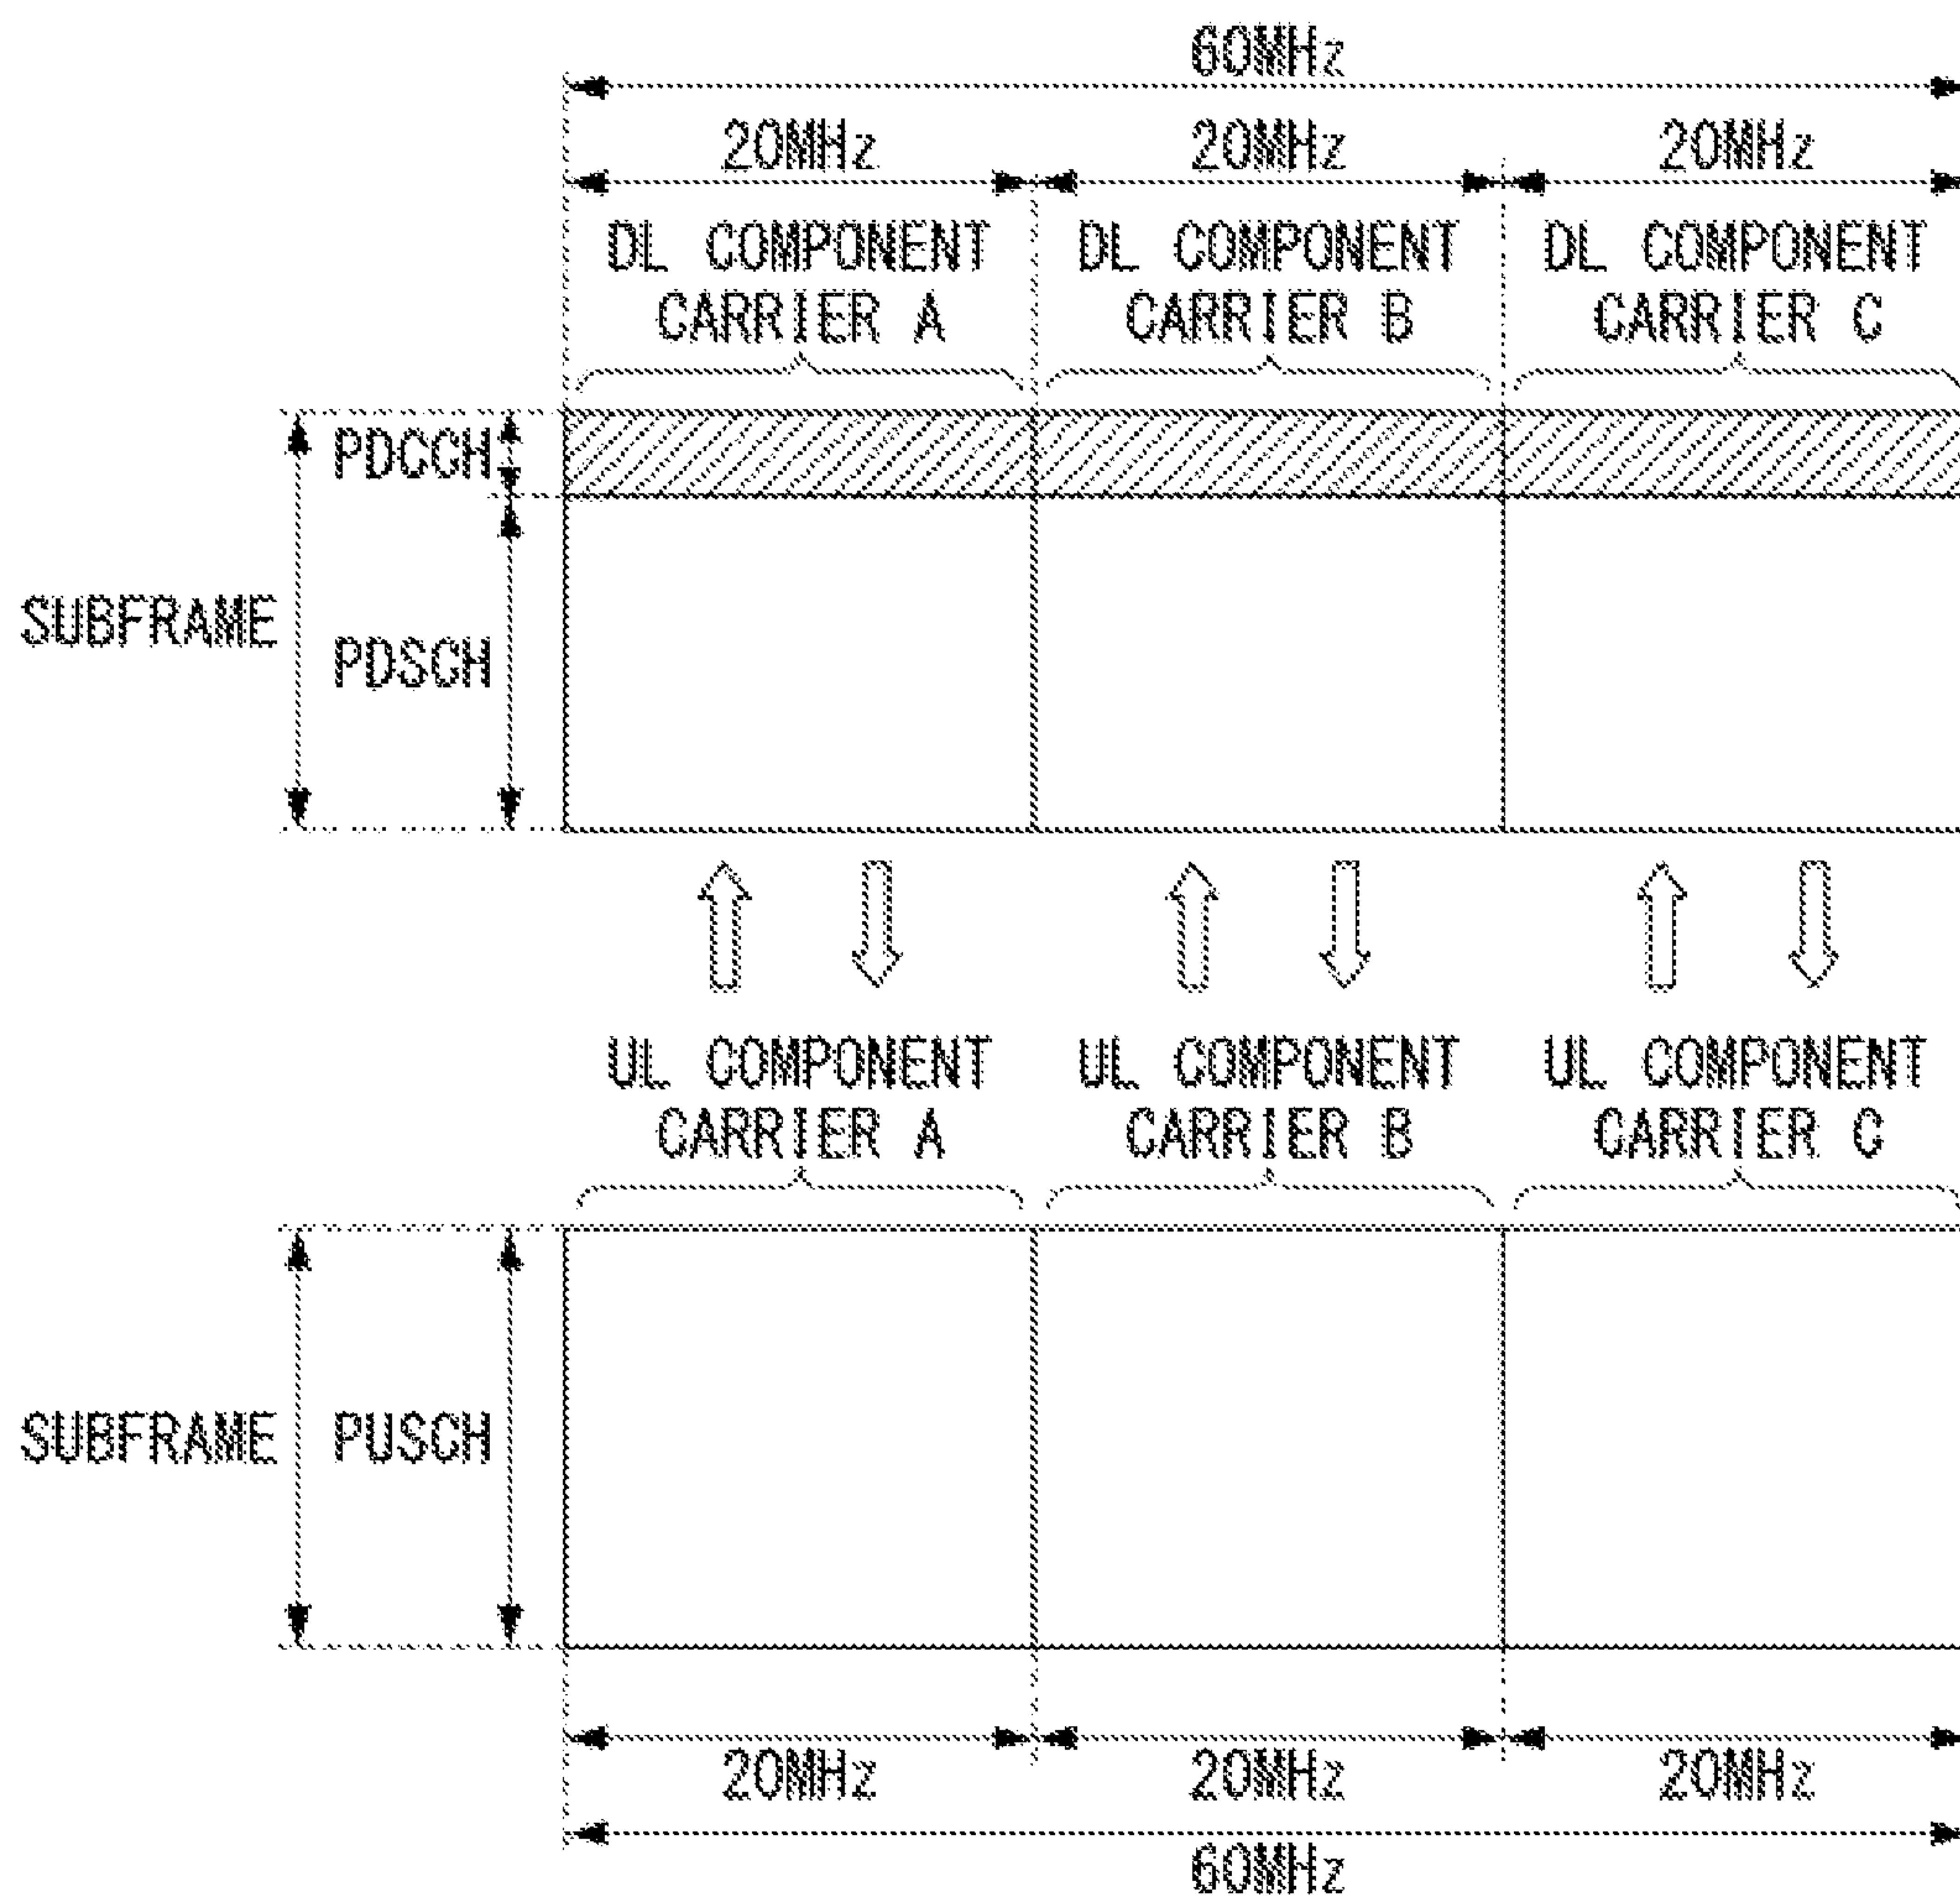 60MHz
20MHz 20MHz 20MHz
DL COMPONENT CARRIER A
DL COMPONENT CARRIER B
DL COMPONENT CARRIER C
PDCCH
SUBFRAME
PDSCH
UL COMPONENT CARRIER A
UL COMPONENT CARRIER B
UL COMPONENT CARRIER C
SUBFRAME
PUSCH
20MHz 20MHz 20MHz
60MHz